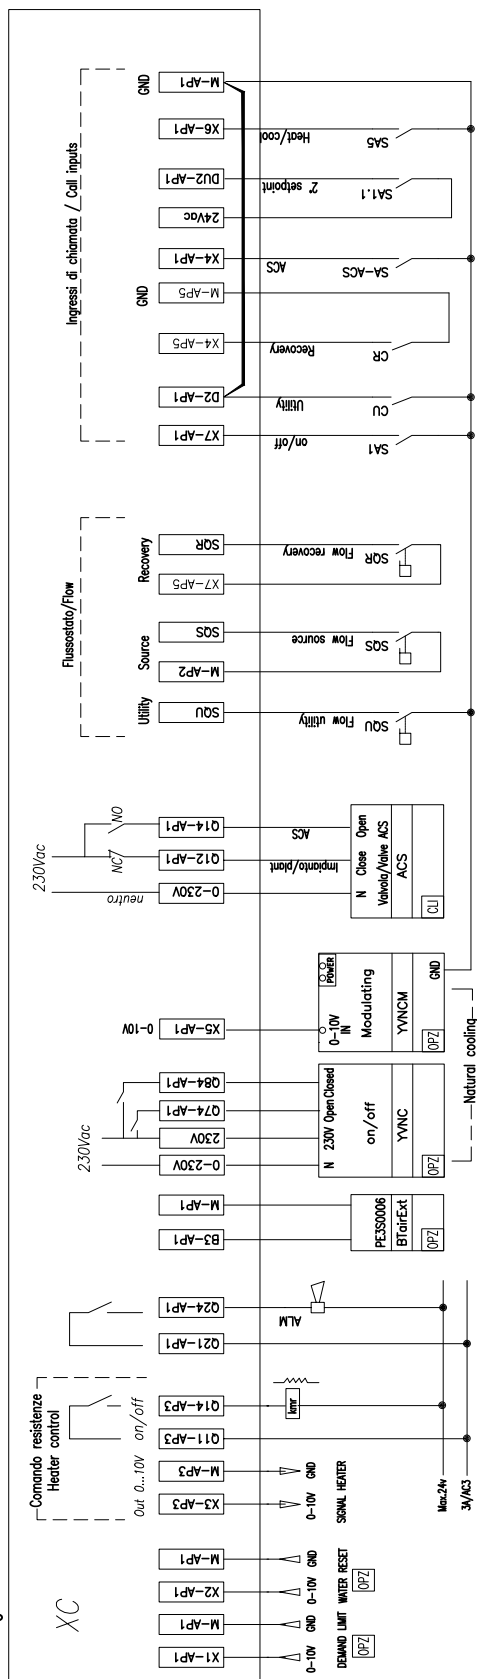 Ingressi di chiamata / Call inputs
GND
M-AP1
X6-AP1
Heat/cool
SA5
DU2-AP1
2° setpoint
SA1.1
24Vac
X4-AP1
ACS
SA-ACS
GND
M-AP5
X4-AP5
Recovery
CR
D2-AP1
Utility
CU
X7-AP1
on/off
SA1
Flussostato/Flow
Recovery
SQR
Flow recovery
SQR
X7-AP5
Source
SQS
Flow source
SQS
M-AP2
Utility
SQU
Flow utility
SQU
230Vac
NO
Q14-AP1
ACS
NC
Q12-AP1
Impianto/plant
neutro
0-230V
N Close Open
Valvola/Valve ACS
ACS
CLI
0-10V
X5-AP1
0-10V
IN
POWER
Modulating
YVNCM
GND
OPZ
Natural cooling
230Vac
Q84-AP1
Q74-AP1
230V
0-230V
N 230V Open Closed
on/off
YVNC
OPZ
M-AP1
B3-AP1
PE3S0006
BTairExt
OPZ
Q24-AP1
ALM
Q21-AP1
Comando resistenze
Heater control
on/off
Q14-AP3
kmr
Q11-AP3
Out 0...10V
M-AP3
GND
X3-AP3
0-10V
SIGNAL HEATER
Max.24v
3A/AC3
XC
M-AP1
GND
X2-AP1
0-10V
WATER RESET
OPZ
M-AP1
GND
X1-AP1
0-10V
DEMAND LIMIT
OPZ